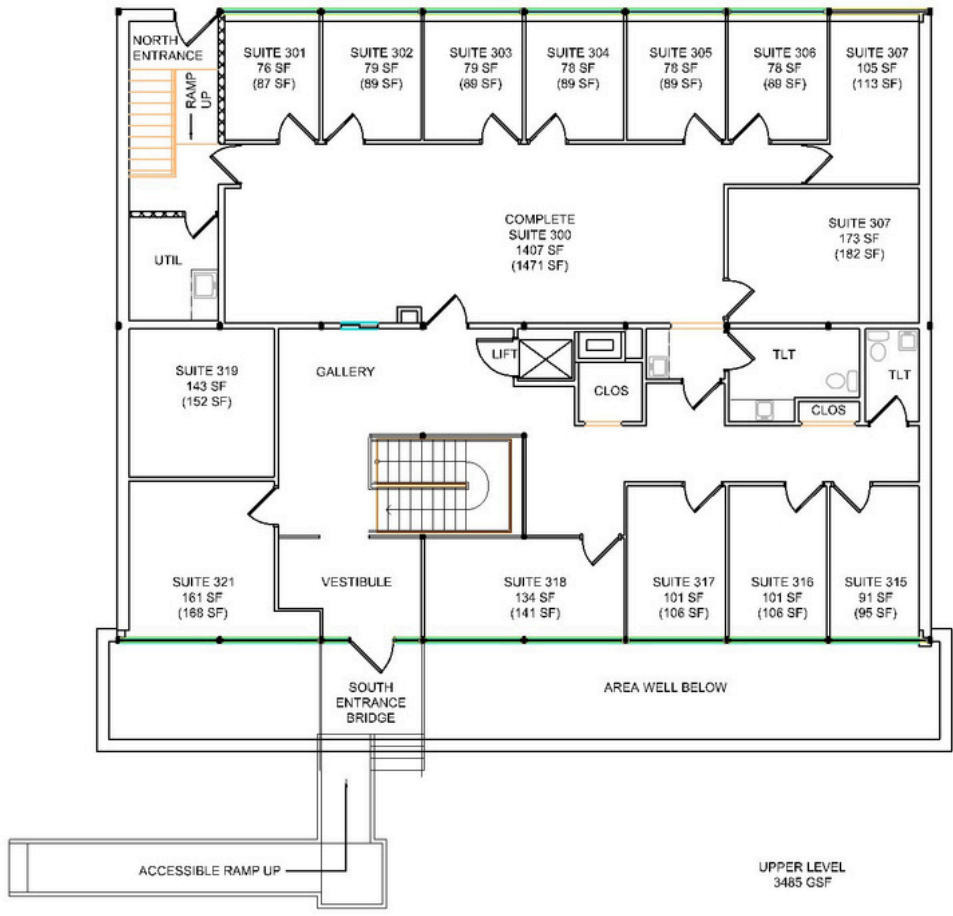 NORTH
ENTRANCE
RAMP
UP
SUITE 301
76 SF
(87 SF)
SUITE 302
79 SF
(89 SF)
SUITE 303
79 SF
(89 SF)
SUITE 304
78 SF
(89 SF)
SUITE 305
78 SF
(89 SF)
SUITE 306
78 SF
(89 SF)
SUITE 307
105 SF
(113 SF)
COMPLETE
SUITE 300
1407 SF
(1471 SF)
SUITE 307
173 SF
(182 SF)
UTIL
SUITE 319
143 SF
(152 SF)
GALLERY
LIFT
CLOS
TLT
CLOS
TLT
SUITE 321
161 SF
(168 SF)
VESTIBULE
SUITE 318
134 SF
(141 SF)
SUITE 317
101 SF
(106 SF)
SUITE 316
101 SF
(106 SF)
SUITE 315
91 SF
(95 SF)
SOUTH
ENTRANCE
BRIDGE
AREA WELL BELOW
ACCESSIBLE RAMP UP
UPPER LEVEL
3485 GSF